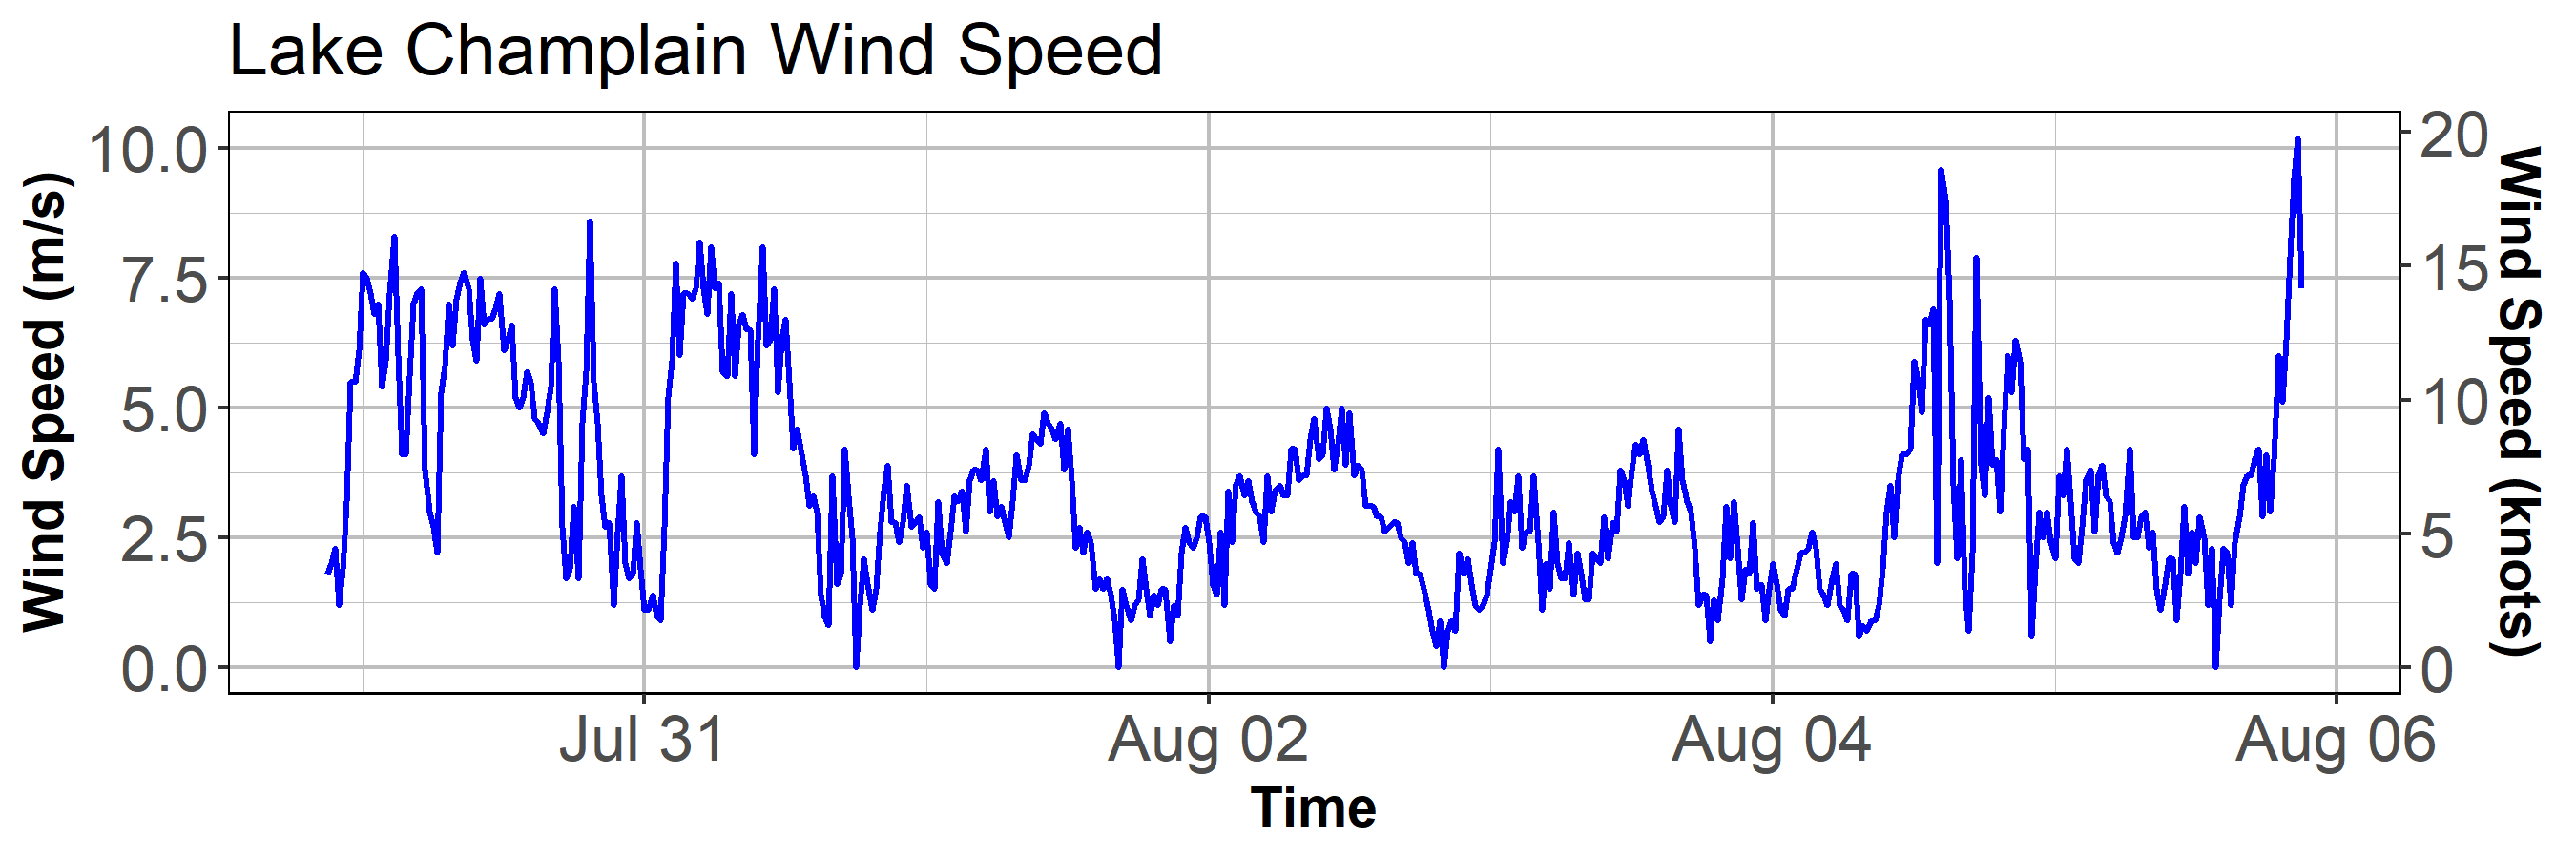 Lake Champlain Wind Speed
Wind Speed (m/s)
10.0
7.5
5.0
2.5
0.0
20
15
10
5
0
Wind Speed (knots)
Jul 31
Aug 02
Aug 04
Aug 06
Time